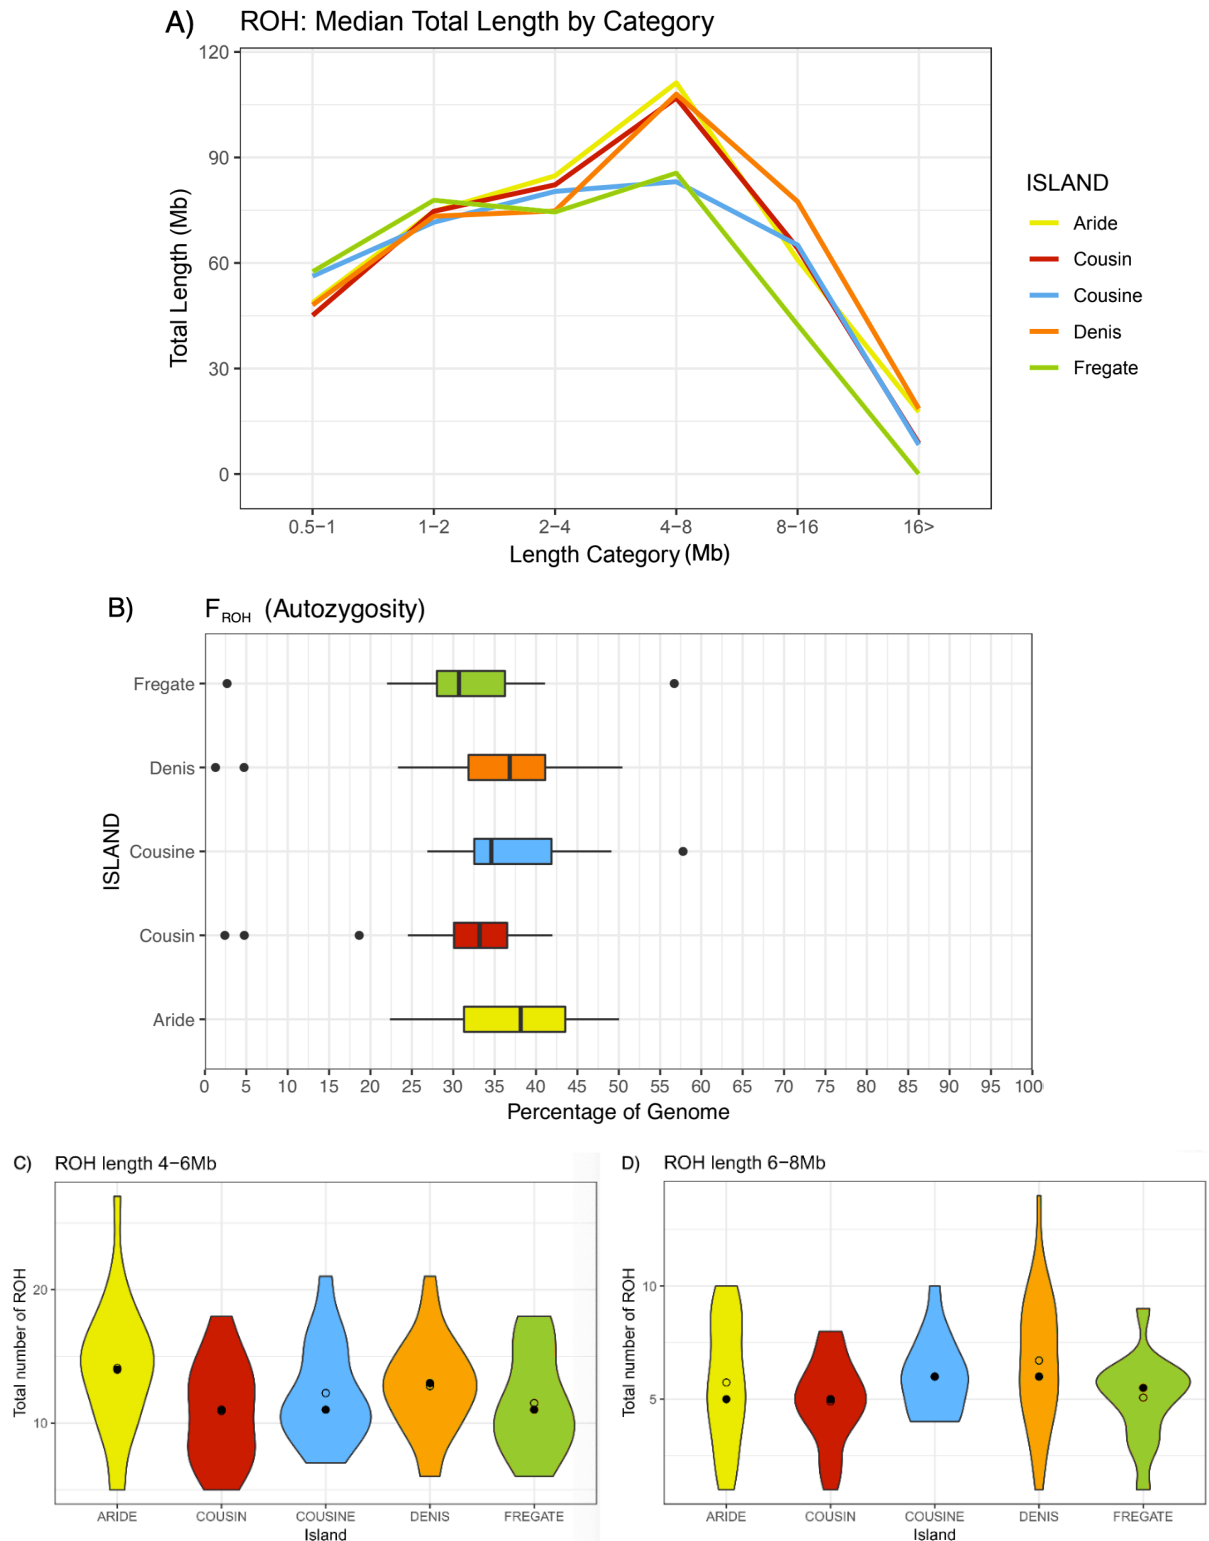 A) ROH: Median Total Length by Category
120
90
60
30
0
Total Length (Mb)
0.5−1 1−2 2−4 4−8 8−16 16>
Length Category (Mb)
ISLAND
Aride
Cousin
Cousine
Denis
Fregate
B) FROH (Autozygosity)
ISLAND
Fregate
Denis
Cousine
Cousin
Aride
0 5 10 15 20 25 30 35 40 45 50 55 60 65 70 75 80 85 90 95 100
Percentage of Genome
C) ROH length 4−6Mb
Total number of ROH
20
10
ARIDE COUSIN COUSINE DENIS FREGATE
Island
D) ROH length 6−8Mb
Total number of ROH
10
5
ARIDE COUSIN COUSINE DENIS FREGATE
Island